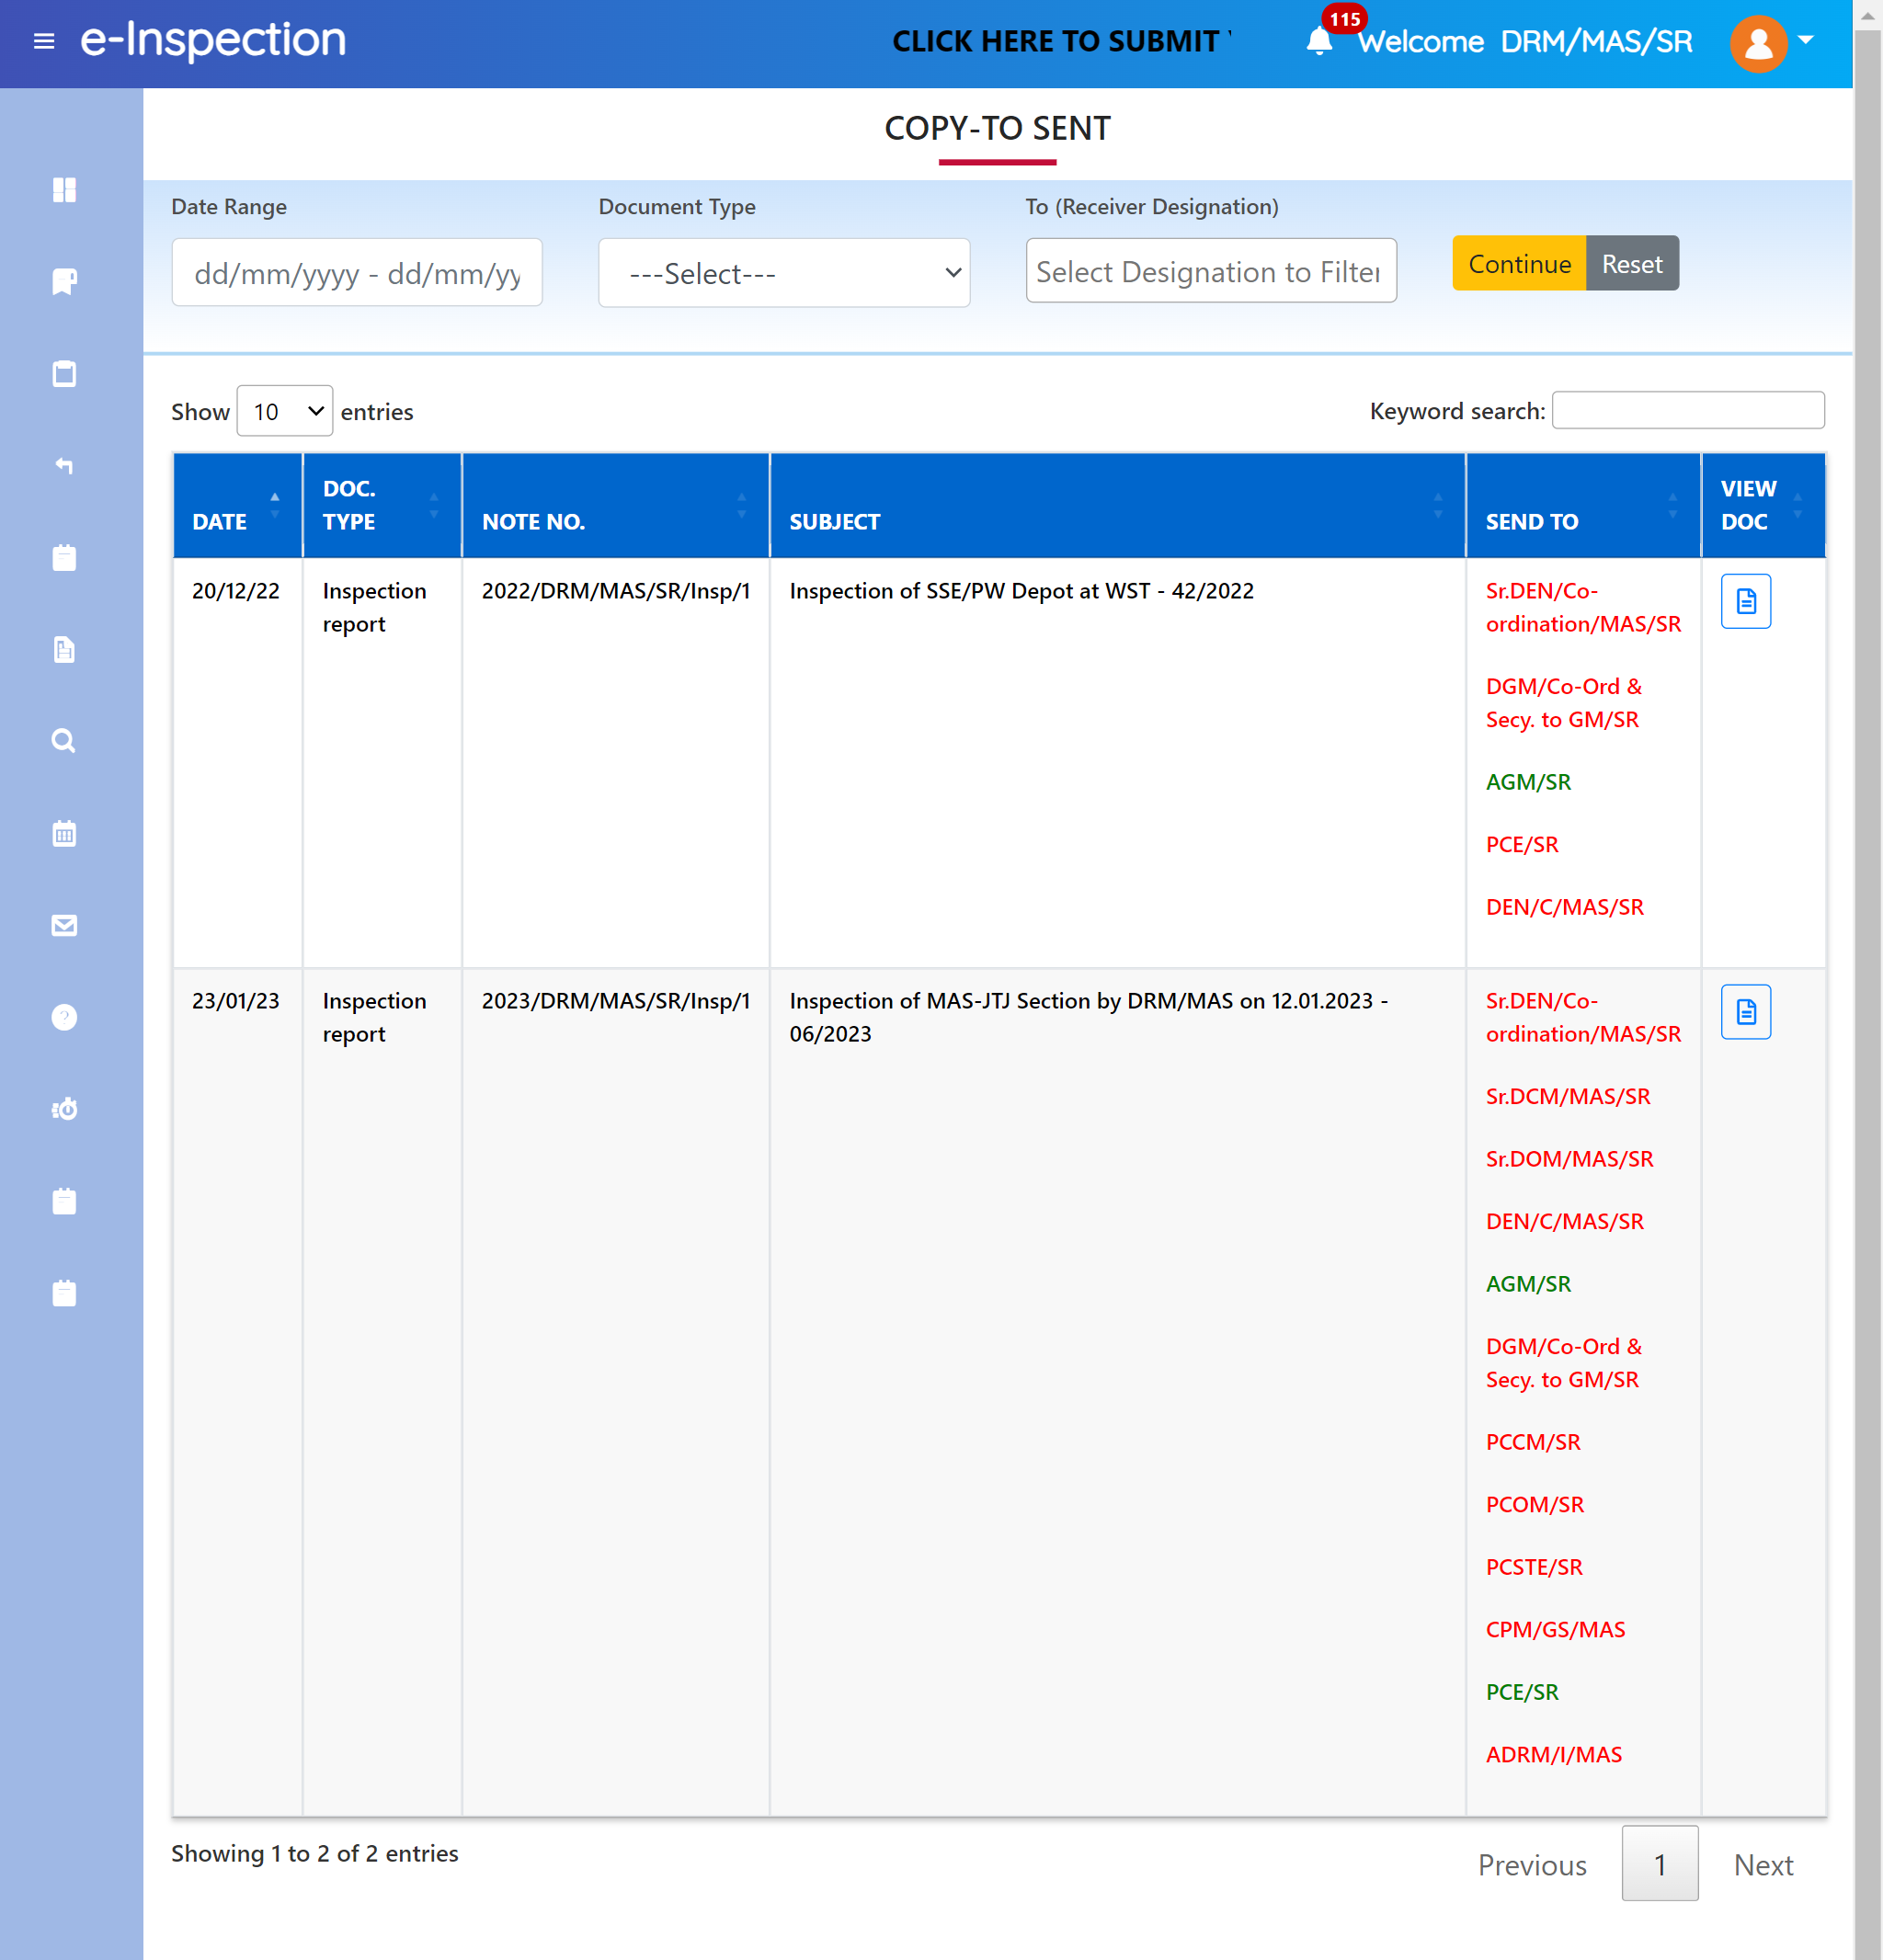 e-Inspection
CLICK HERE TO SUBMIT
115
Welcome DRM/MAS/SR
COPY-TO SENT
Date Range
Document Type
To (Receiver Designation)
dd/mm/yyyy - dd/mm/yy
---Select---
Select Designation to Filter
Continue
Reset
Show 10 entries
Keyword search:
DATE
DOC.
TYPE
NOTE NO.
SUBJECT
SEND TO
VIEW
DOC
20/12/22
Inspection
report
2022/DRM/MAS/SR/Insp/1
Inspection of SSE/PW Depot at WST - 42/2022
Sr.DEN/Co-
ordination/MAS/SR
DGM/Co-Ord &
Secy. to GM/SR
AGM/SR
PCE/SR
DEN/C/MAS/SR
23/01/23
Inspection
report
2023/DRM/MAS/SR/Insp/1
Inspection of MAS-JTJ Section by DRM/MAS on 12.01.2023 -
06/2023
Sr.DEN/Co-
ordination/MAS/SR
Sr.DCM/MAS/SR
Sr.DOM/MAS/SR
DEN/C/MAS/SR
AGM/SR
DGM/Co-Ord &
Secy. to GM/SR
PCCM/SR
PCOM/SR
PCSTE/SR
CPM/GS/MAS
PCE/SR
ADRM/I/MAS
Showing 1 to 2 of 2 entries
Previous
1
Next